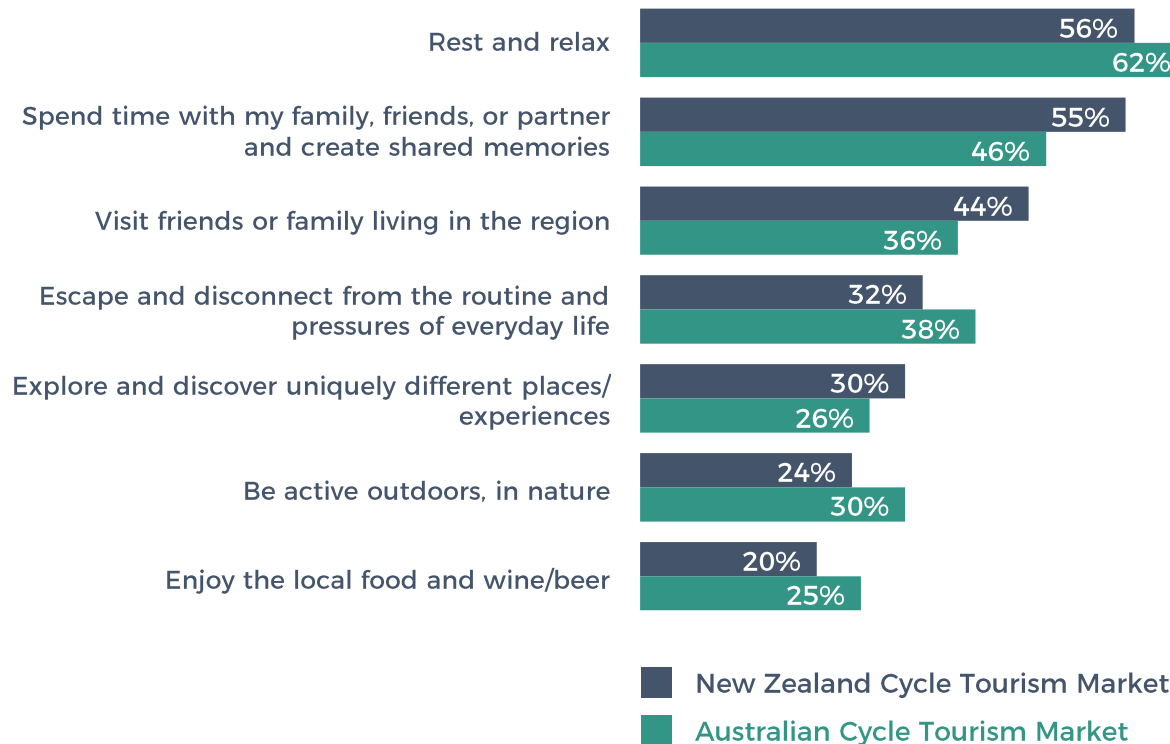 Rest and relax
56%
62%
Spend time with my family, friends, or partner
and create shared memories
55%
46%
Visit friends or family living in the region
44%
36%
Escape and disconnect from the routine and
pressures of everyday life
32%
38%
Explore and discover uniquely different places/
experiences
30%
26%
Be active outdoors, in nature
24%
30%
Enjoy the local food and wine/beer
20%
25%
New Zealand Cycle Tourism Market
Australian Cycle Tourism Market